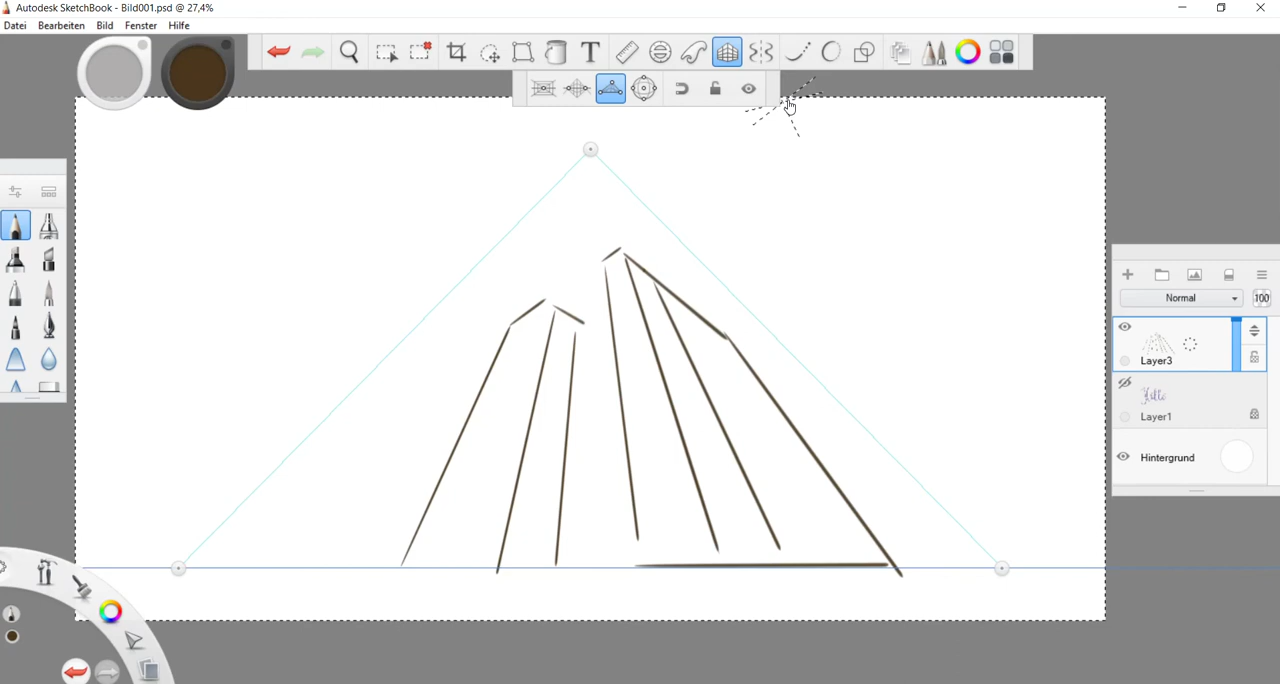 Autodesk SketchBook - Bild001.psd @ 27,4%
Datei Bearbeiten Bild Fenster Hilfe
T
Normal 100
Layer3
Layer1
Hintergrund